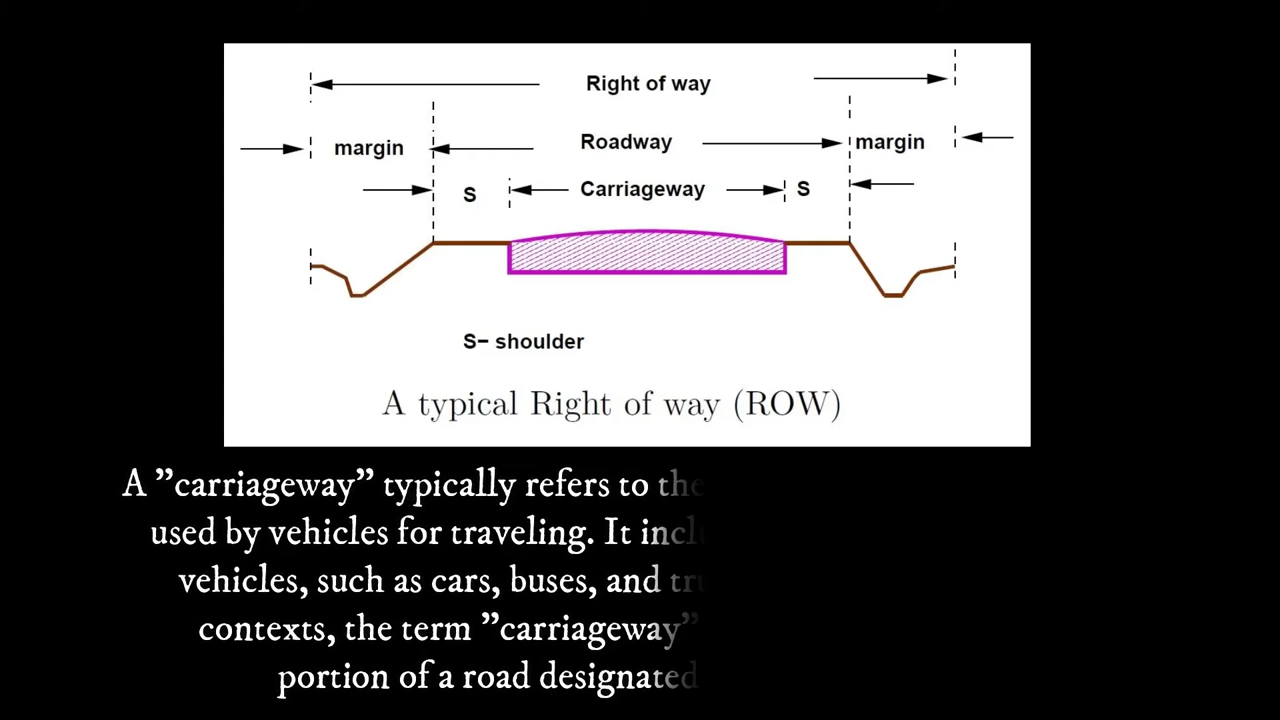 Right of way
margin Roadway margin
S Carriageway S
S− shoulder
A typical Right of way (ROW)
A "carriageway" typically refers to the
used by vehicles for traveling. It
vehicles, such as cars, buses, and
contexts, the term "carriageway"
portion of a road designated